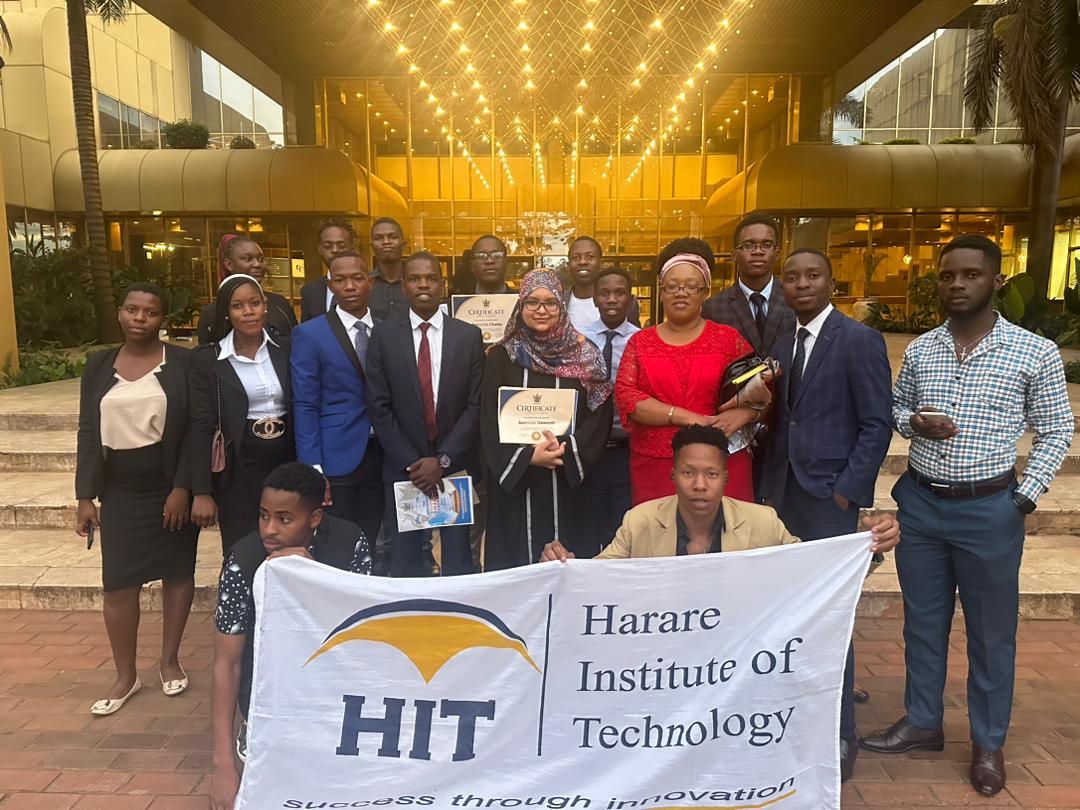 CERTIFICATE
CERTIFICATE
HIT
Harare
Institute of
Technology
success through innovation